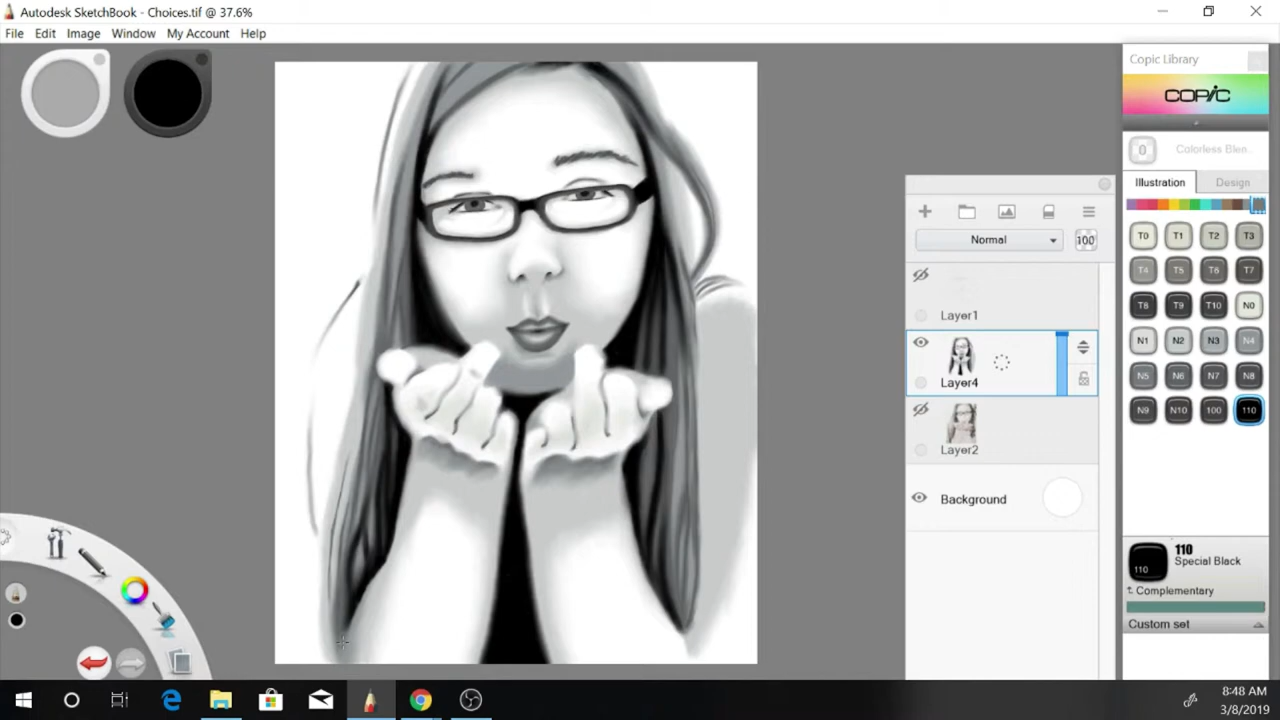 Autodesk SketchBook - Choices.tif @ 37.6%
File Edit Image Window My Account Help
Copic Library
COPIC
0 Colorless Blen..
Illustration Design
Normal 100
T0 T1 T2 T3
T4 T5 T6 T7
T8 T9 T10 N0
N1 N2 N3 N4
N5 N6 N7 N8
N9 N10 100 110
Layer1
Layer4
Layer2
Background
110
110 Special Black
Complementary
Custom set
8:48 AM
3/8/2019